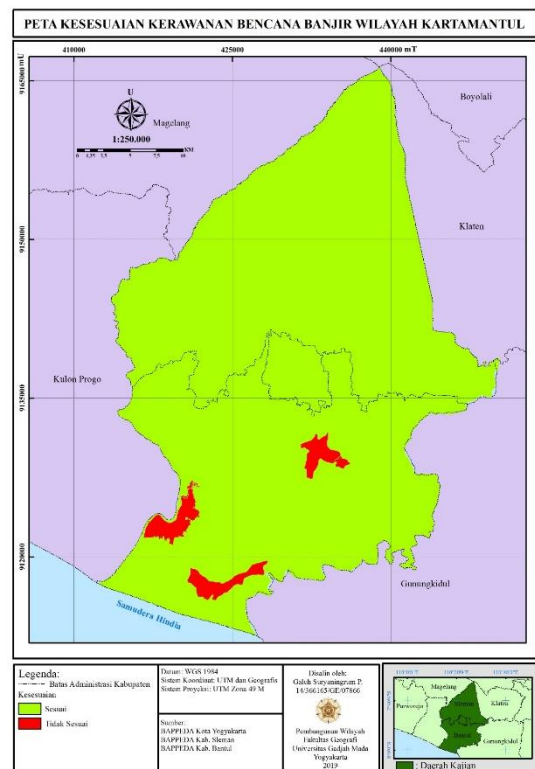 PETA KESESUAIAN KERAWANAN BENCANA BANJIR WILAYAH KARTAMANTUL
410000
425000
440000 mT
9165000 mU
9150000
9135000
9120000
U
1:250.000
KM
Magelang
Boyolali
Klaten
Kulon Progo
Gunungkidul
Samudera Hindia
Legenda:
Batas Administrasi Kabupaten
Kesesuaian
Sesuai
Tidak Sesuai
Datum: WGS 1984
Sistem Koordinat: UTM dan Geografis
Sistem Proyeksi: UTM Zona 49 M
Sumber:
BAPPEDA Kota Yogyakarta
BAPPEDA Kab. Sleman
BAPPEDA Kab. Bantul
Disalin oleh:
Galuh Suryaningrum P.
14/366165/GE/07866
Pembangunan Wilayah
Fakultas Geografi
Universitas Gadjah Mada
Yogyakarta
2019
Magelang
Klaten
Purworejo
Sleman
Bantul
Gunungkidul
: Daerah Kajian